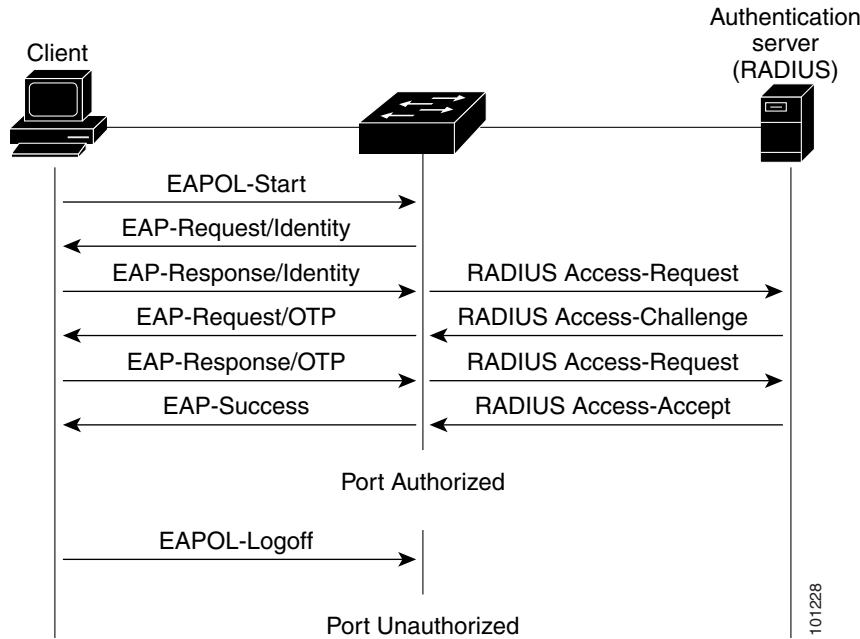 Authentication
server
(RADIUS)
Client
EAPOL-Start
EAP-Request/Identity
EAP-Response/Identity
RADIUS Access-Request
EAP-Request/OTP
RADIUS Access-Challenge
EAP-Response/OTP
RADIUS Access-Request
EAP-Success
RADIUS Access-Accept
Port Authorized
EAPOL-Logoff
Port Unauthorized
101228